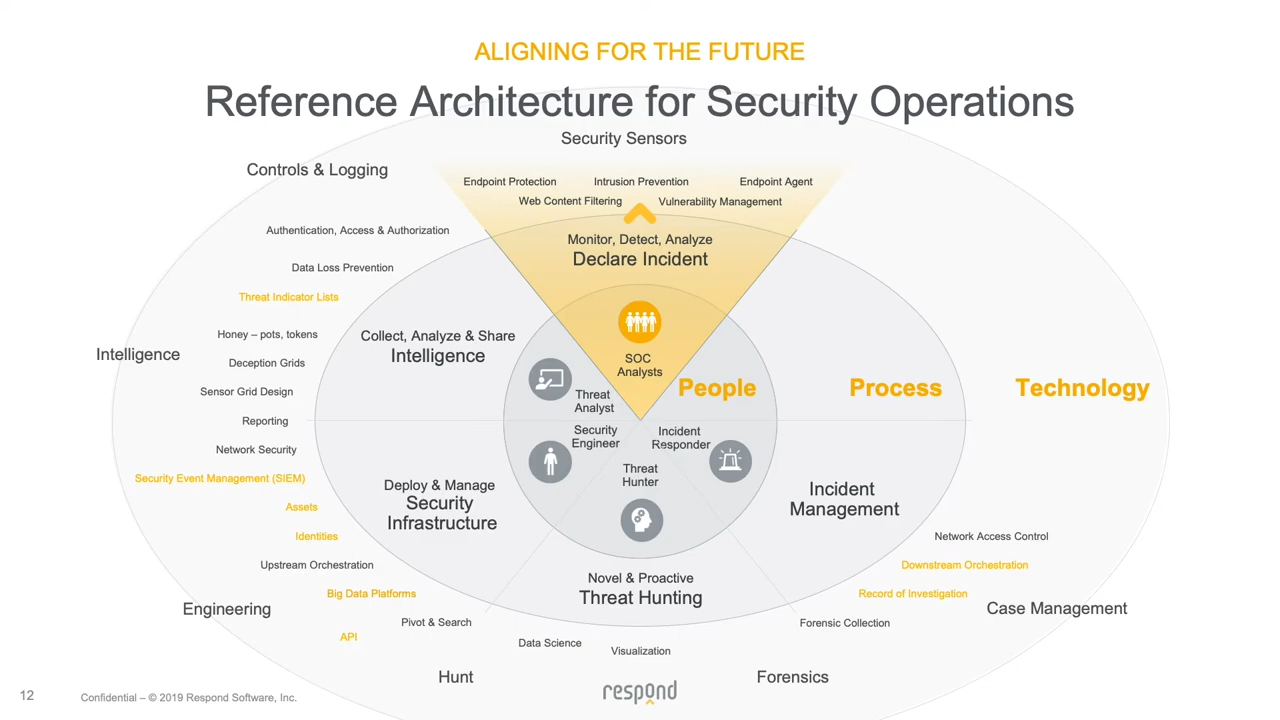 ALIGNING FOR THE FUTURE
Reference Architecture for Security Operations
Security Sensors
Controls & Logging
Endpoint Protection
Intrusion Prevention
Endpoint Agent
Web Content Filtering
Vulnerability Management
Authentication, Access & Authorization
Monitor, Detect, Analyze
Declare Incident
Data Loss Prevention
Threat Indicator Lists
Honey – pots, tokens
Collect, Analyze & Share
Intelligence
Intelligence
Deception Grids
Sensor Grid Design
Reporting
Network Security
Security Event Management (SIEM)
Assets
Identities
Upstream Orchestration
Big Data Platforms
Engineering
API
SOC
Analysts
People
Process
Technology
Threat
Analyst
Security
Engineer
Incident
Responder
Threat
Hunter
Deploy & Manage
Security
Infrastructure
Incident
Management
Novel & Proactive
Threat Hunting
Network Access Control
Downstream Orchestration
Record of Investigation
Case Management
Forensic Collection
Pivot & Search
Data Science
Visualization
Hunt
Forensics
respond
12
Confidential – © 2019 Respond Software, Inc.